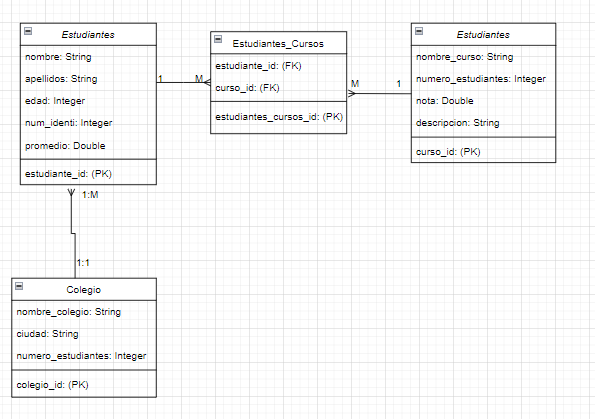 Estudiantes
nombre: String
apellidos: String
edad: Integer
num_identi: Integer
promedio: Double
estudiante_id: (PK)
1
M
Estudiantes_Cursos
estudiante_id: (FK)
curso_id: (FK)
estudiantes_cursos_id: (PK)
M
1
Estudiantes
nombre_curso: String
numero_estudiantes: Integer
nota: Double
descripcion: String
curso_id: (PK)
1:M
1:1
Colegio
nombre_colegio: String
ciudad: String
numero_estudiantes: Integer
colegio_id: (PK)